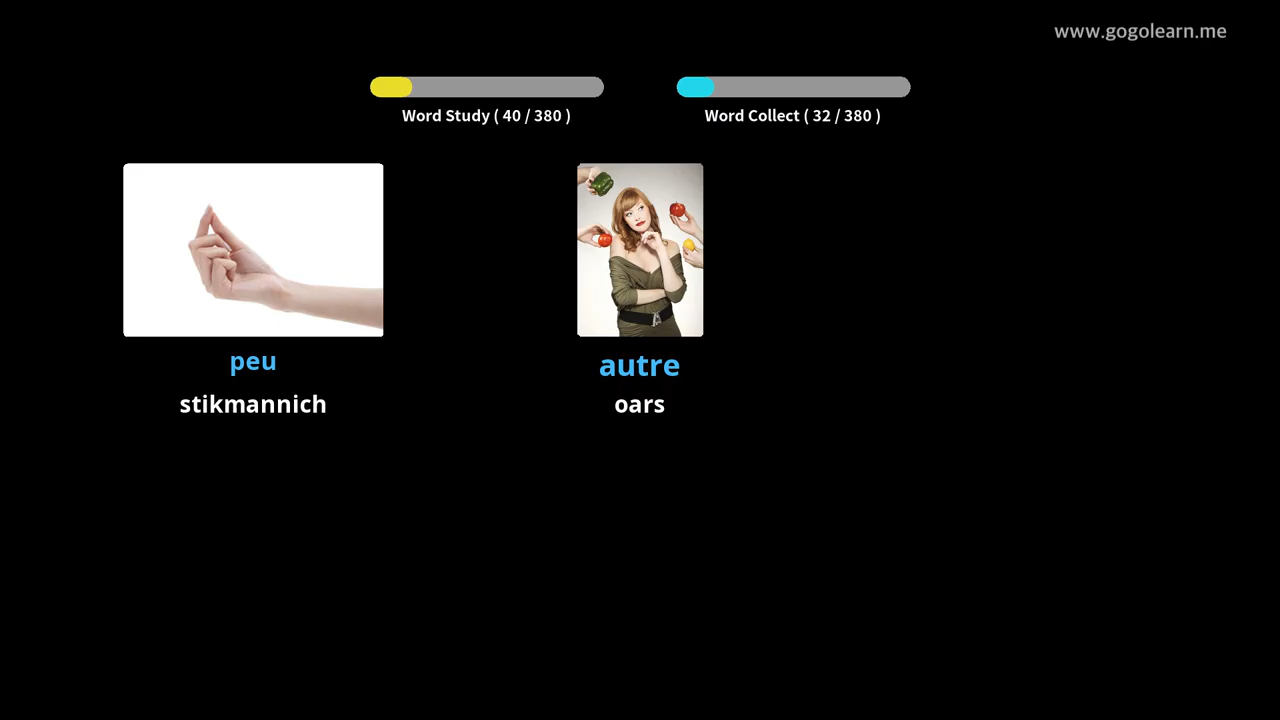 www.gogolearn.me
Word Study ( 40 / 380 )
Word Collect ( 32 / 380 )
peu
stikmannich
autre
oars